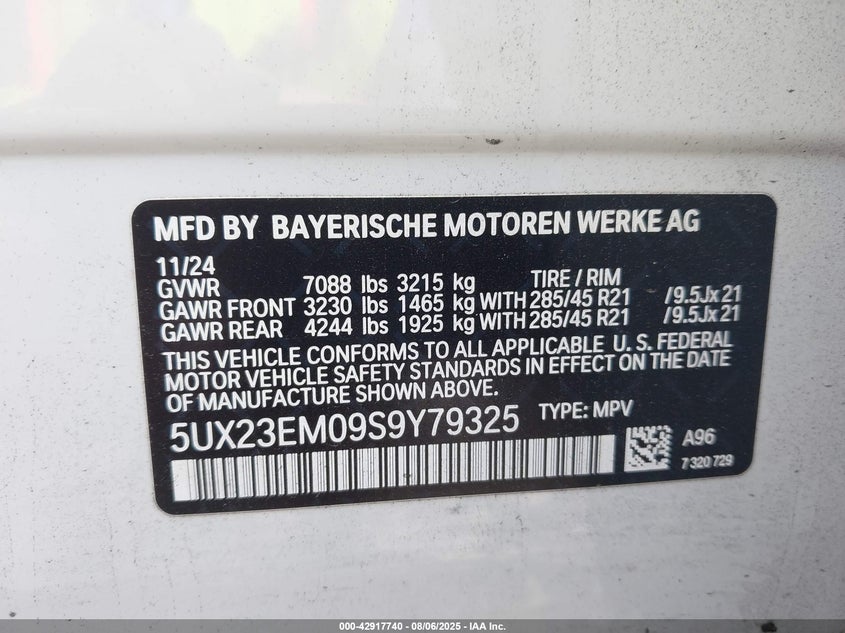 MFD BY BAYERISCHE MOTOREN WERKE AG
11/24
GVWR 7088 lbs 3215 kg TIRE / RIM
GAWR FRONT 3230 lbs 1465 kg WITH 285/45 R21 /9.5Jx21
GAWR REAR 4244 lbs 1925 kg WITH 285/45 R21 /9.5Jx21
THIS VEHICLE CONFORMS TO ALL APPLICABLE U. S. FEDERAL
MOTOR VEHICLE SAFETY STANDARDS IN EFFECT ON THE DATE
OF MANUFACTURE SHOWN ABOVE.
5UX23EM09S9Y79325 TYPE: MPV
A96
7 320 729
000-42917740 - 08/06/2025 - IAA Inc.